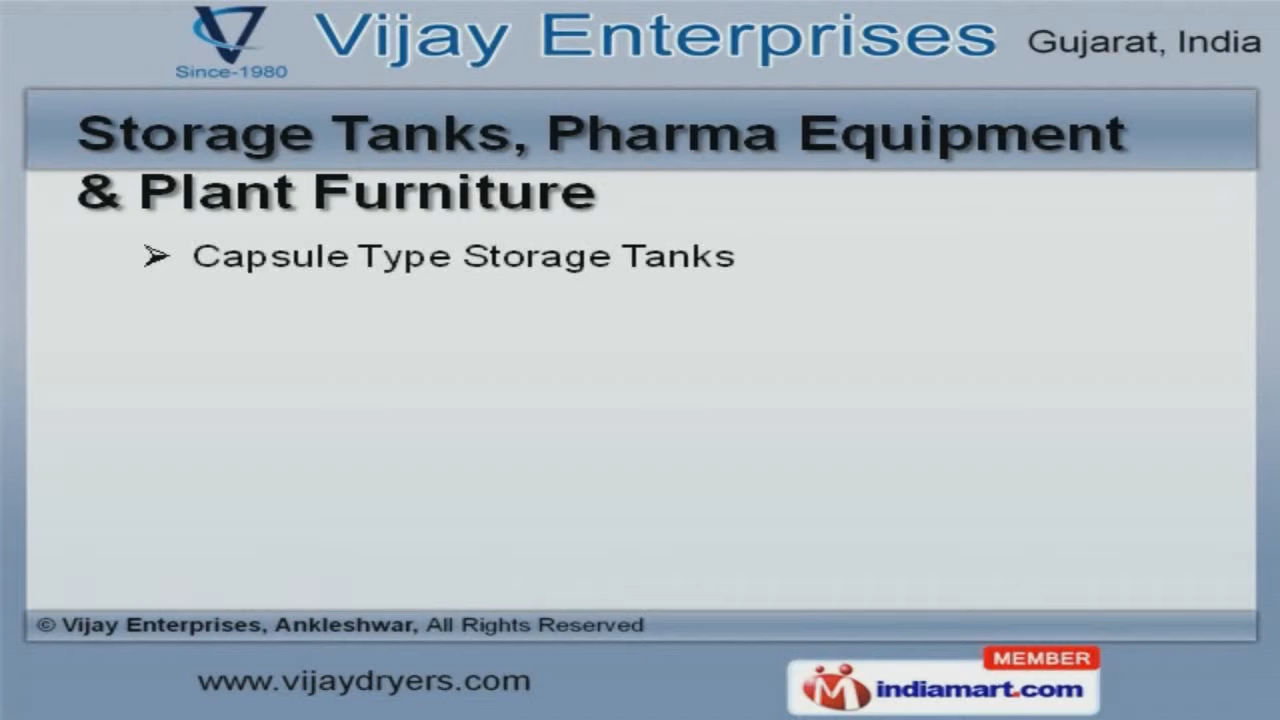 Since-1980
Vijay Enterprises
Gujarat, India
Storage Tanks, Pharma Equipment
& Plant Furniture
➢ Capsule Type Storage Tanks
© Vijay Enterprises, Ankleshwar, All Rights Reserved
www.vijaydryers.com
MEMBER
indiamart.com